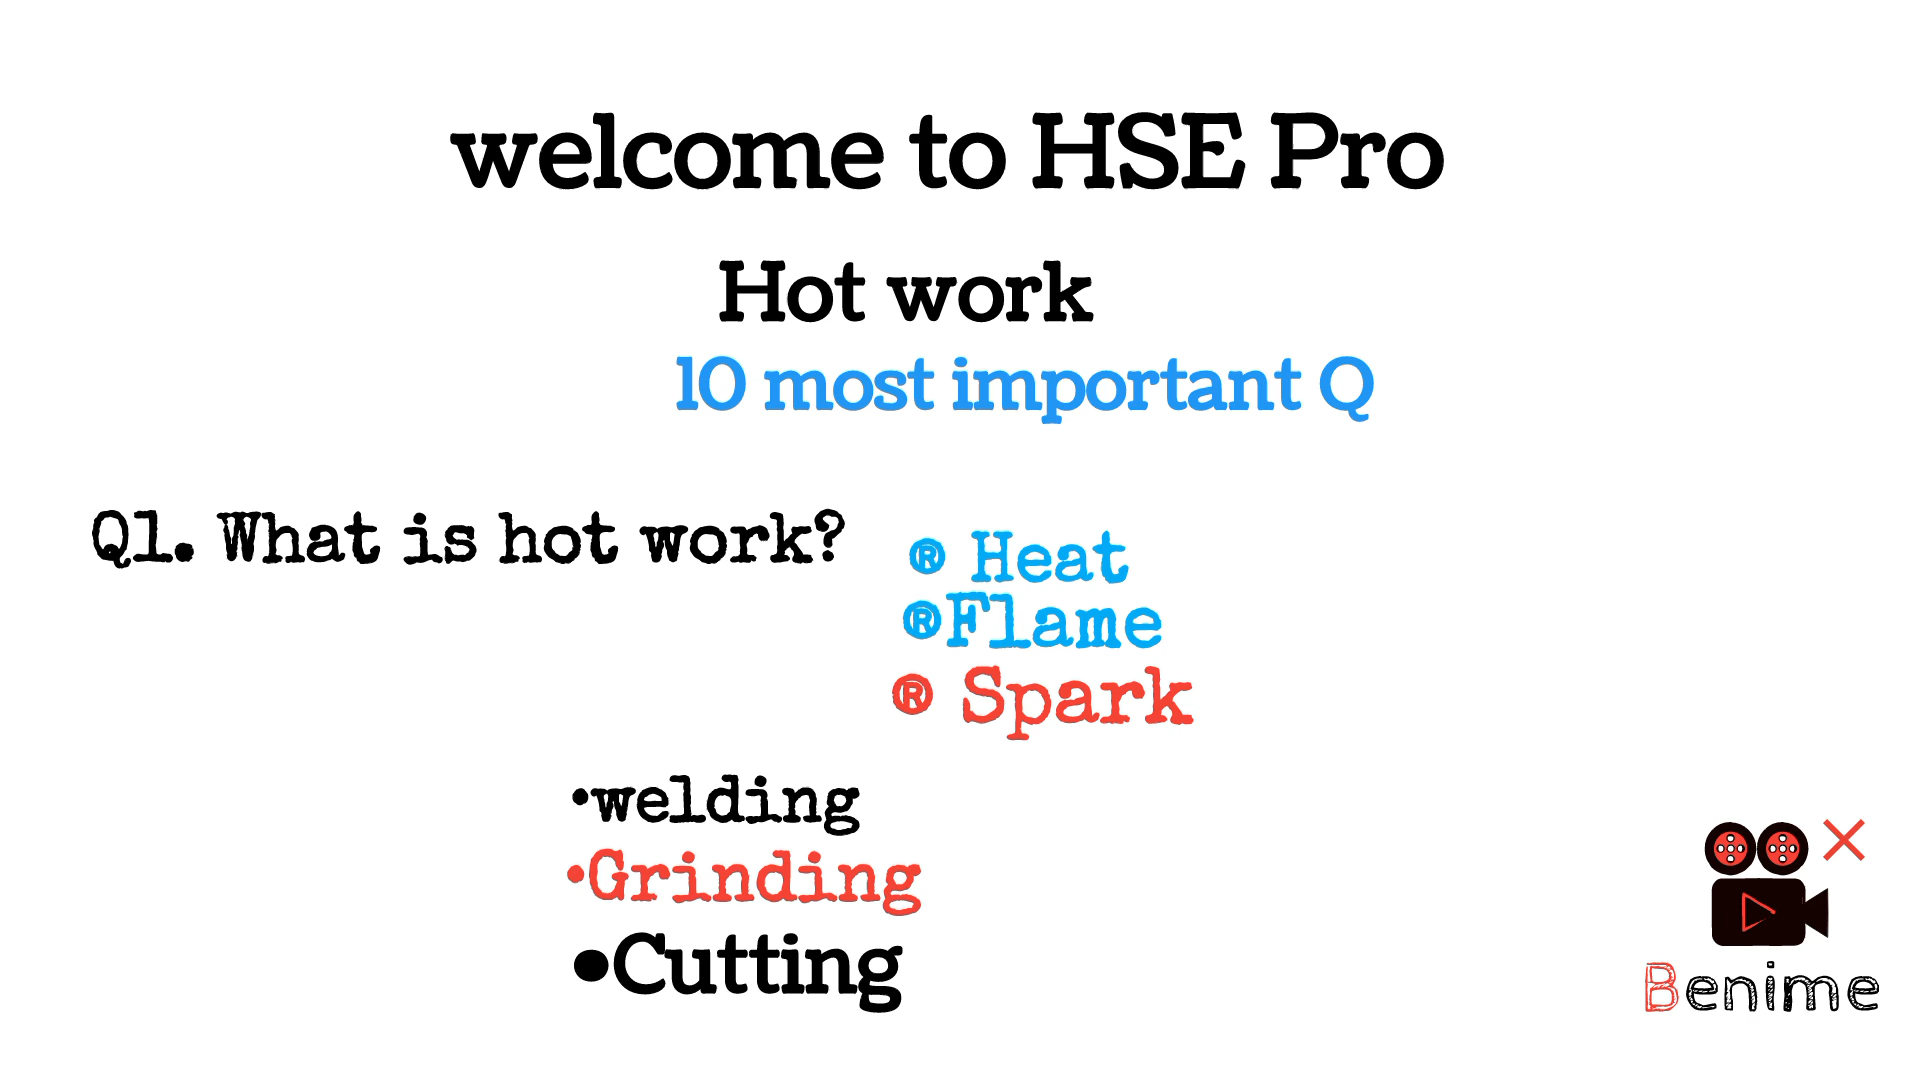 welcome to HSE Pro
Hot work
10 most important Q
Q1. What is hot work?
® Heat
®Flame
® Spark
•welding
•Grinding
•Cutting
Benime